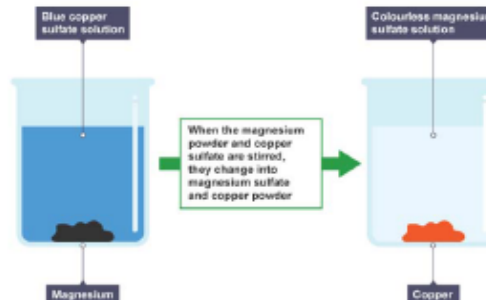 Blue copper
sulfate solution
Colourless magnesium
sulfate solution
When the magnesium
powder and copper
sulfate are stirred,
they change into
magnesium sulfate
and copper powder
Magnesium
Copper